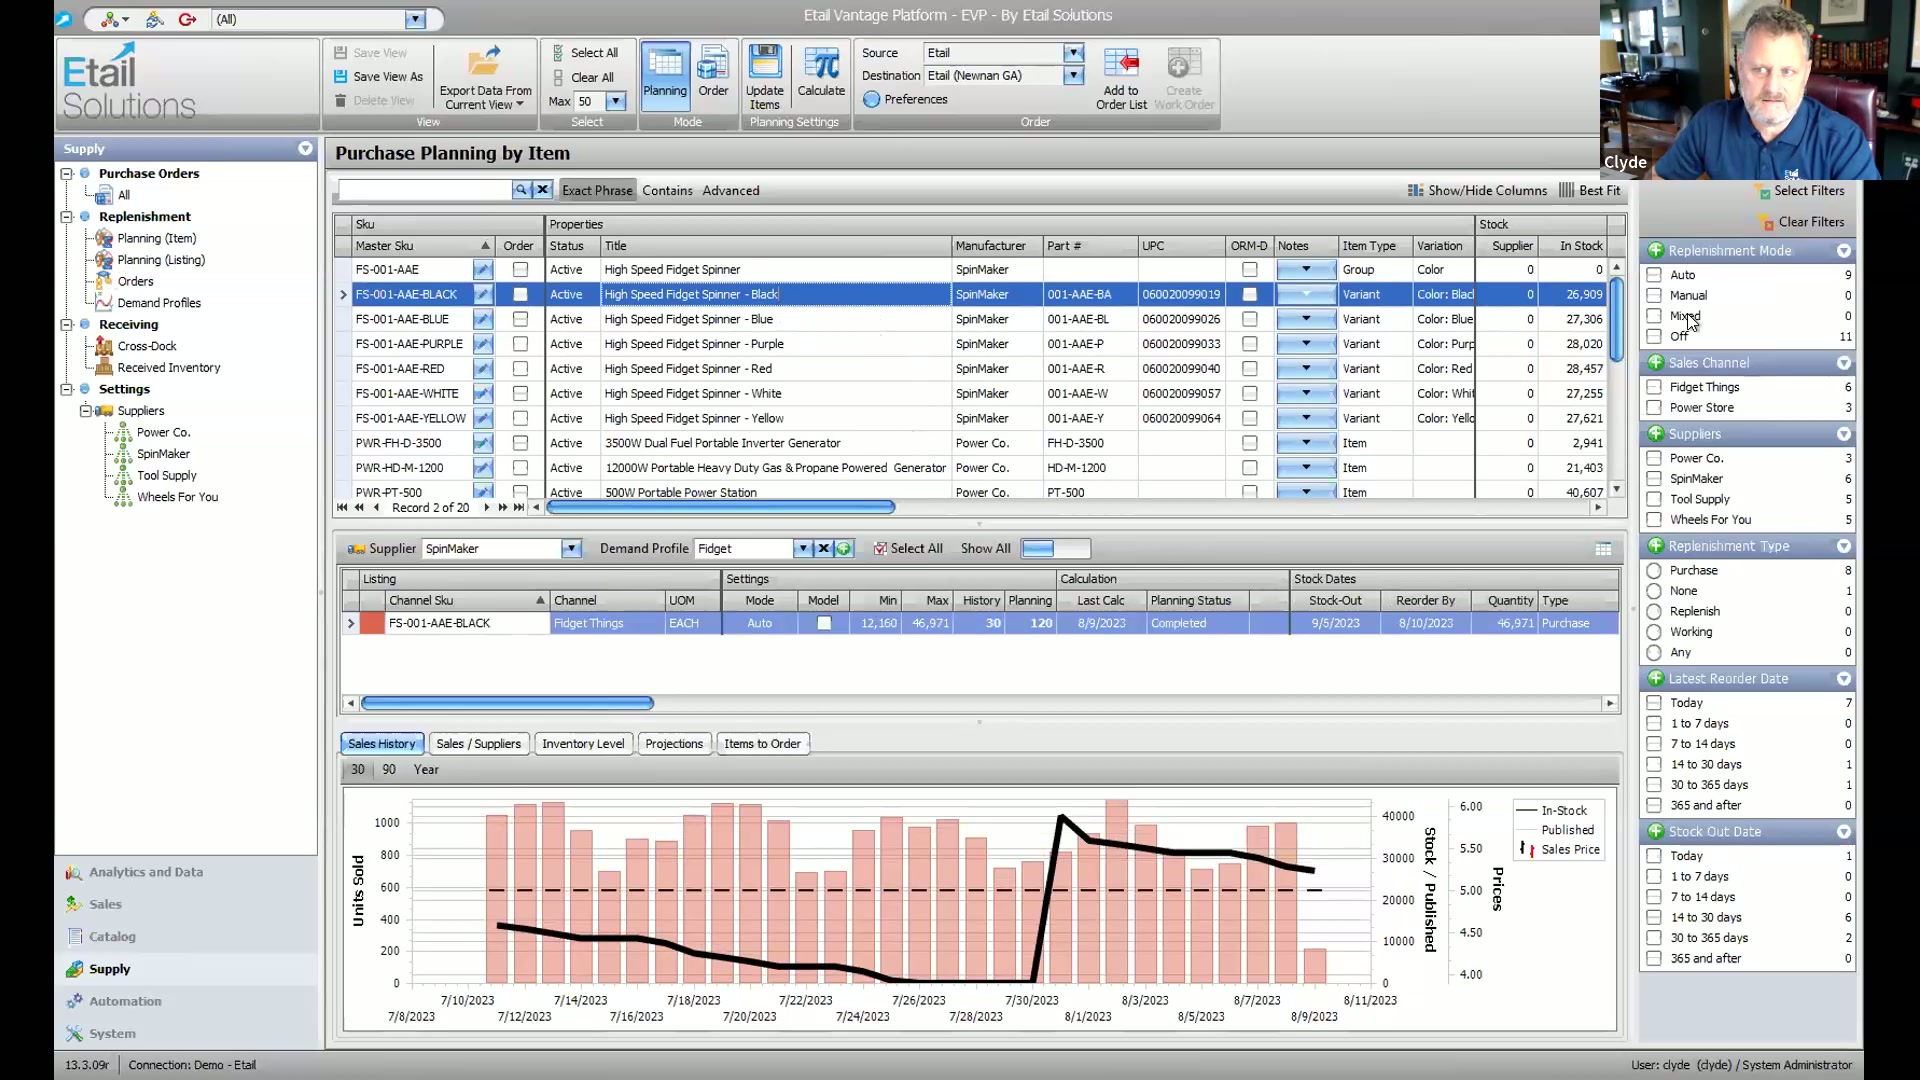 (All)
Etail Vantage Platform - EVP - By Etail Solutions
Etail
Solutions
Save View
Save View As
Delete View
Export Data From
Current View
View
Select All
Clear All
Max 50
Select
Planning
Order
Mode
Update
Items
Calculate
Planning Settings
Source Etail
Destination Etail (Newnan GA)
Preferences
Add to
Order List
Create
Work Order
Order
Clyde
Supply
Purchase Orders
All
Replenishment
Planning (Item)
Planning (Listing)
Orders
Demand Profiles
Receiving
Cross-Dock
Received Inventory
Settings
Suppliers
Power Co.
SpinMaker
Tool Supply
Wheels For You
Analytics and Data
Sales
Catalog
Supply
Automation
System
Purchase Planning by Item
Exact Phrase Contains Advanced Show/Hide Columns Best Fit
Sku Properties Stock
Master Sku Order Status Title Manufacturer Part # UPC ORM-D Notes Item Type Variation Supplier In Stock
FS-001-AAE Active High Speed Fidget Spinner SpinMaker Group Color 0 0
FS-001-AAE-BLACK Active High Speed Fidget Spinner - Black SpinMaker 001-AAE-BA 060020099019 Variant Color: Blac 0 26,909
FS-001-AAE-BLUE Active High Speed Fidget Spinner - Blue SpinMaker 001-AAE-BL 060020099026 Variant Color: Blue 0 27,306
FS-001-AAE-PURPLE Active High Speed Fidget Spinner - Purple SpinMaker 001-AAE-P 060020099033 Variant Color: Purp 0 28,020
FS-001-AAE-RED Active High Speed Fidget Spinner - Red SpinMaker 001-AAE-R 060020099040 Variant Color: Red 0 28,457
FS-001-AAE-WHITE Active High Speed Fidget Spinner - White SpinMaker 001-AAE-W 060020099057 Variant Color: Whit 0 27,255
FS-001-AAE-YELLOW Active High Speed Fidget Spinner - Yellow SpinMaker 001-AAE-Y 060020099064 Variant Color: Yello 0 27,621
PWR-FH-D-3500 Active 3500W Dual Fuel Portable Inverter Generator Power Co. FH-D-3500 Item 0 2,941
PWR-HD-M-1200 Active 12000W Portable Heavy Duty Gas & Propane Powered Generator Power Co. HD-M-1200 Item 0 21,403
PWR-PT-500 Active 500W Portable Power Station Power Co. PT-500 Item 0 40,607
Record 2 of 20
Supplier SpinMaker Demand Profile Fidget Select All Show All
Listing Settings Calculation Stock Dates
Channel Sku Channel UOM Mode Model Min Max History Planning Last Calc Planning Status Stock-Out Reorder By Quantity Type
FS-001-AAE-BLACK Fidget Things EACH Auto 12,160 46,971 30 120 8/9/2023 Completed 9/5/2023 8/10/2023 46,971 Purchase
Sales History Sales / Suppliers Inventory Level Projections Items to Order
30 90 Year
Units Sold
1000
800
600
400
200
0
40000
30000
20000
10000
0
Stock / Published
6.00
5.50
5.00
4.50
4.00
Prices
In-Stock
Published
Sales Price
7/10/2023 7/14/2023 7/18/2023 7/22/2023 7/26/2023 7/30/2023 8/3/2023 8/7/2023 8/11/2023
7/8/2023 7/12/2023 7/16/2023 7/20/2023 7/24/2023 7/28/2023 8/1/2023 8/5/2023 8/9/2023
Select Filters
Clear Filters
Replenishment Mode
Auto 9
Manual 0
Mixed 0
Off 11
Sales Channel
Fidget Things 6
Power Store 3
Suppliers
Power Co. 3
SpinMaker 6
Tool Supply 5
Wheels For You 5
Replenishment Type
Purchase 8
None 1
Replenish 0
Working 0
Any 0
Latest Reorder Date
Today 7
1 to 7 days 0
7 to 14 days 0
14 to 30 days 1
30 to 365 days 1
365 and after 0
Stock Out Date
Today 1
1 to 7 days 0
7 to 14 days 0
14 to 30 days 6
30 to 365 days 2
365 and after 0
13.3.09r Connection: Demo - Etail User: clyde (clyde) / System Administrator